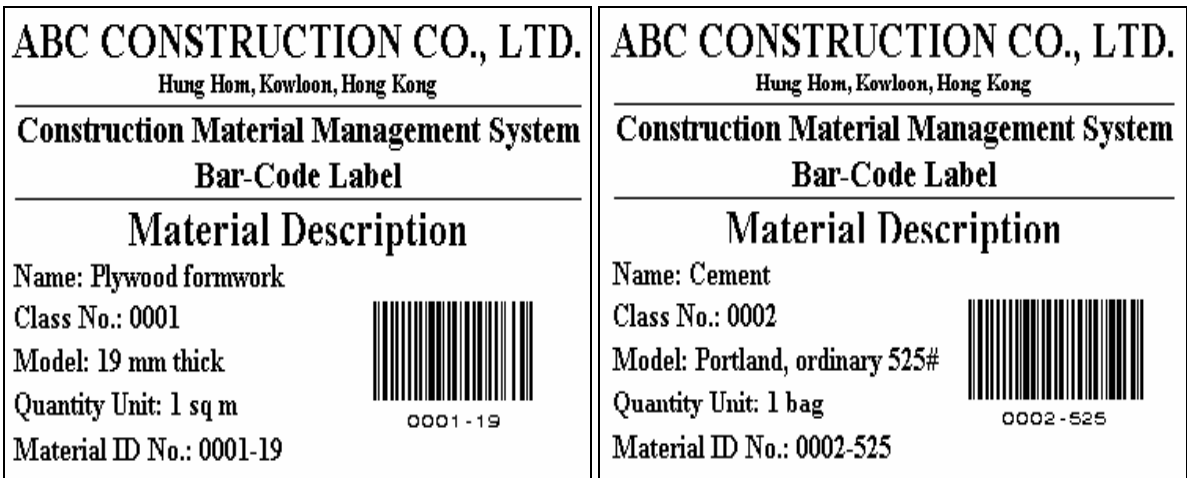 ABC CONSTRUCTION CO., LTD.
Hung Hom, Kowloon, Hong Kong
Construction Material Management System
Bar-Code Label
Material Description
Name: Plywood formwork
Class No.: 0001
Model: 19 mm thick
Quantity Unit: 1 sq m
Material ID No.: 0001-19
0001-19
ABC CONSTRUCTION CO., LTD.
Hung Hom, Kowloon, Hong Kong
Construction Material Management System
Bar-Code Label
Material Description
Name: Cement
Class No.: 0002
Model: Portland, ordinary 525#
Quantity Unit: 1 bag
Material ID No.: 0002-525
0002-525